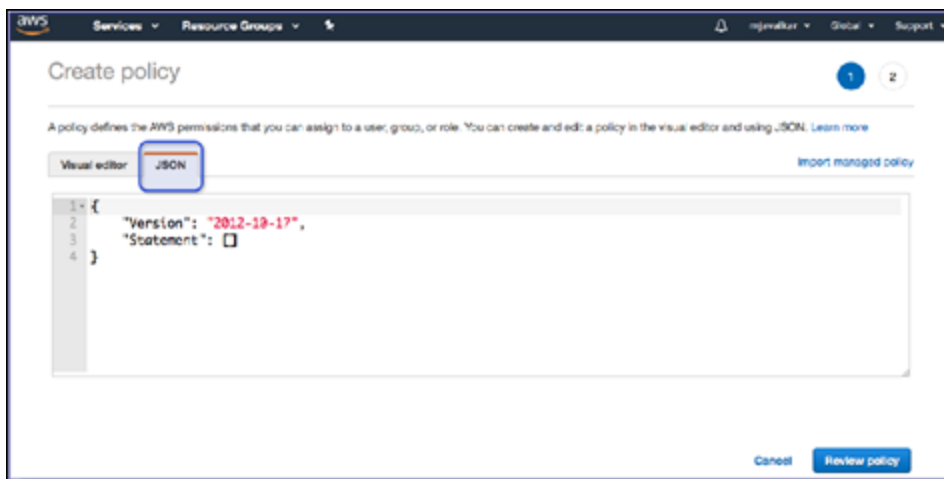 aws Services Resource Groups mjavalkar Global Support
Create policy 1 2
A policy defines the AWS permissions that you can assign to a user, group, or role. You can create and edit a policy in the visual editor and using JSON. Learn more
Visual editor JSON Import managed policy
1 {
2 "Version": "2012-10-17",
3 "Statement": []
4 }
Cancel Review policy